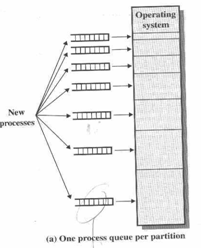 Operating
system
New
processes
(a) One process queue per partition